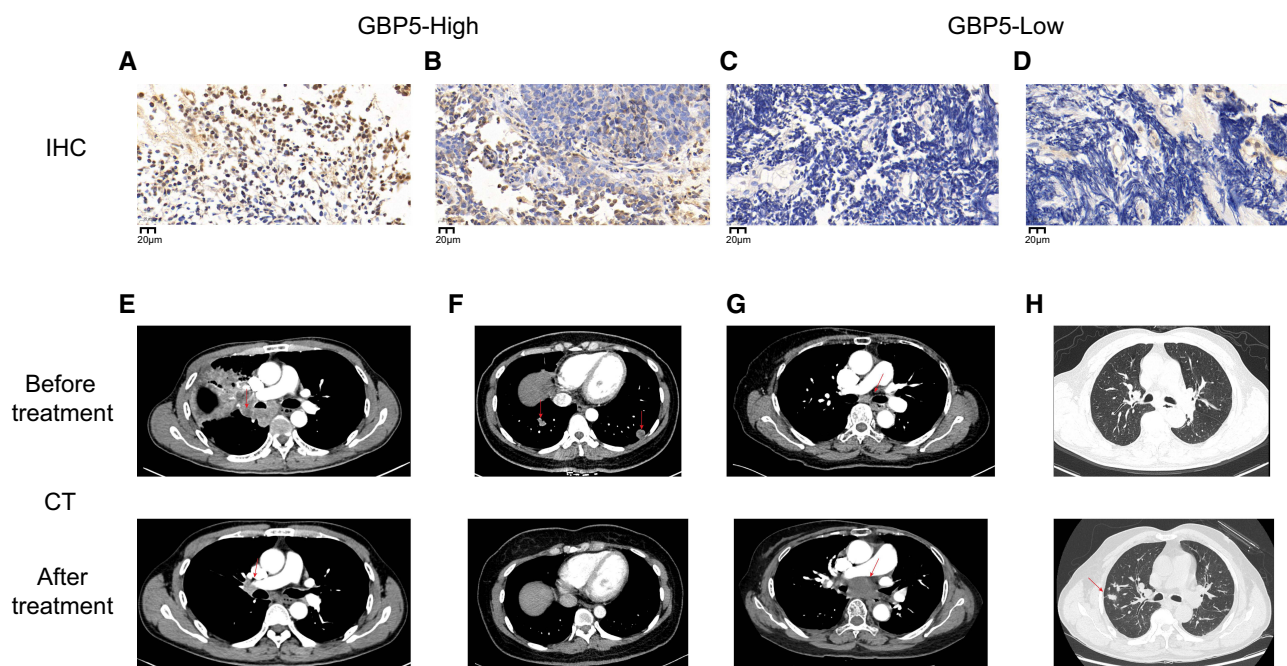 GBP5-High
GBP5-Low
A
B
C
D
IHC
20μm
20μm
20μm
20μm
E
F
G
H
Before
treatment
CT
After
treatment